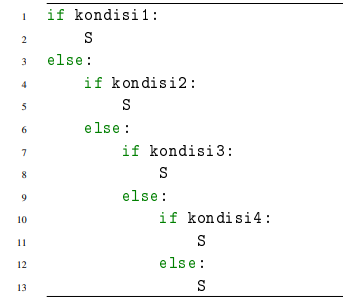 1 if kondisi1:
2     S
3 else:
4     if kondisi2:
5         S
6     else:
7         if kondisi3:
8             S
9         else:
10             if kondisi4:
11                 S
12             else:
13                 S